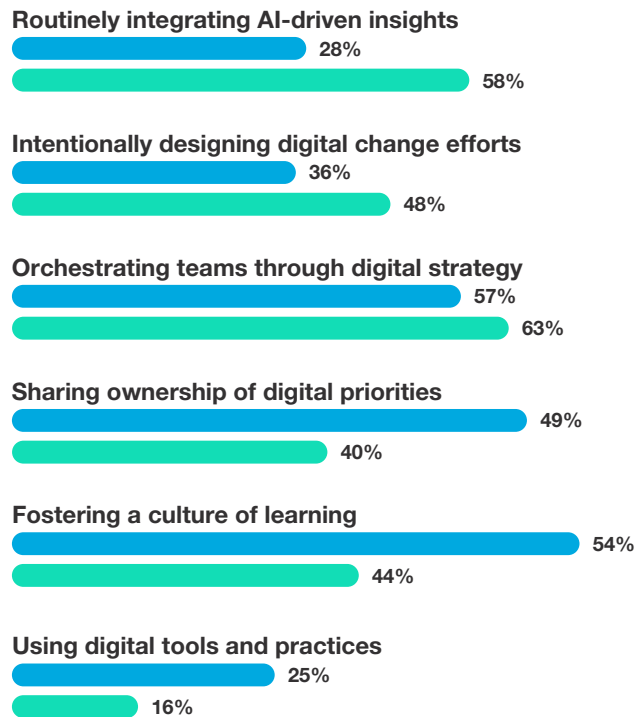 Routinely integrating AI-driven insights
28%
58%
Intentionally designing digital change efforts
36%
48%
Orchestrating teams through digital strategy
57%
63%
Sharing ownership of digital priorities
49%
40%
Fostering a culture of learning
54%
44%
Using digital tools and practices
25%
16%